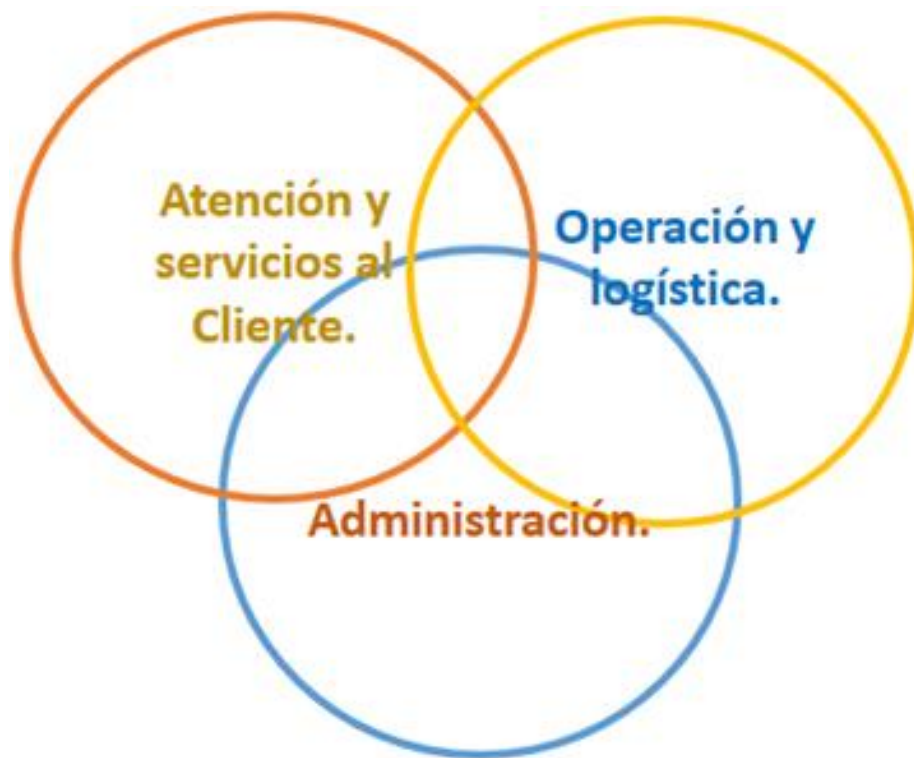 Atención y
servicios al
Cliente.
Operación y
logística.
Administración.